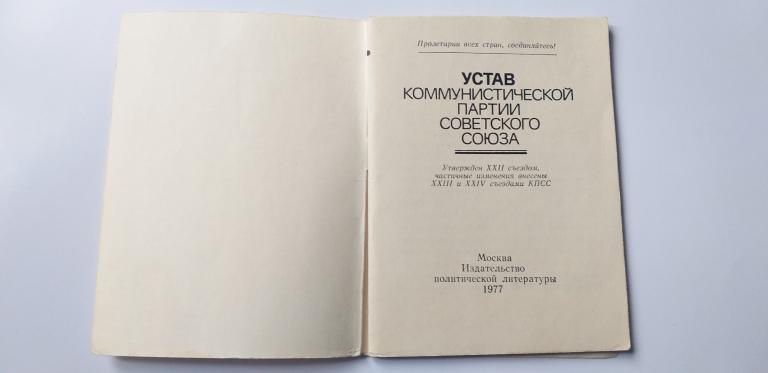 Пролетарии всех стран, соединяйтесь!
УСТАВ
КОММУНИСТИЧЕСКОЙ
ПАРТИИ
СОВЕТСКОГО
СОЮЗА
Утвержден XXII съездом,
частичные изменения внесены
XXIII и XXIV съездами КПСС
Москва
Издательство
политической литературы
1977